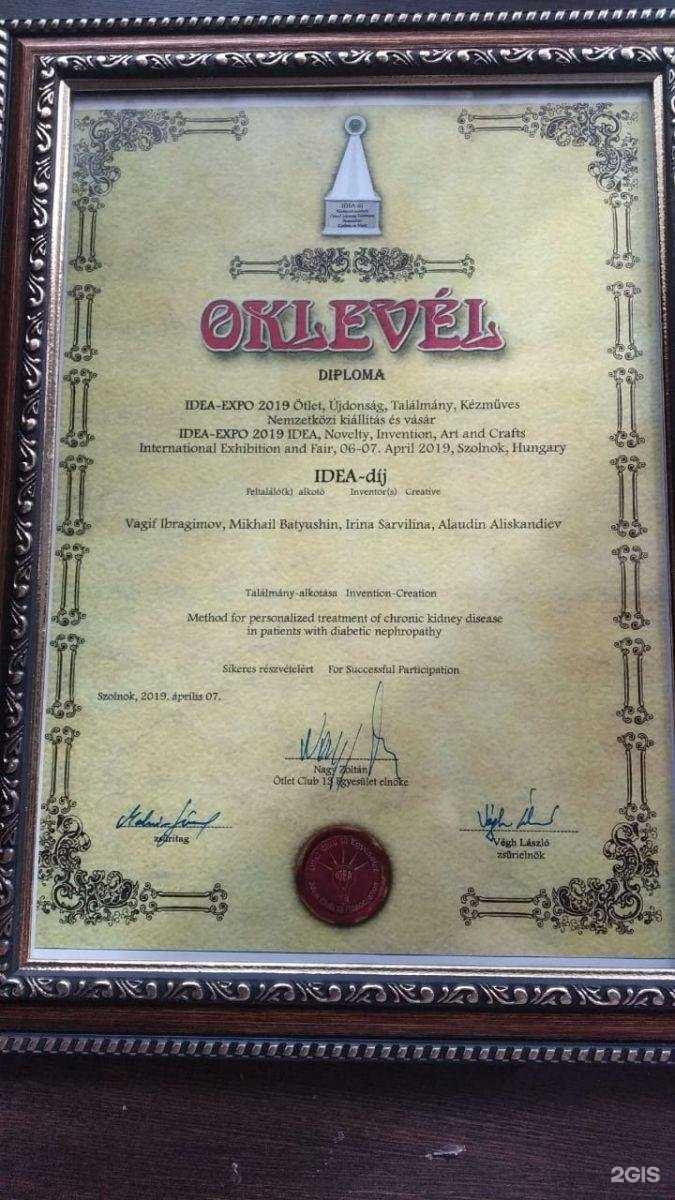 IDEA-díj
OKLEVÉL
DIPLOMA
IDEA-EXPO 2019 Ötlet, Újdonság, Találmány, Kézműves
Nemzetközi kiállítás és vásár
IDEA-EXPO 2019 IDEA, Novelty, Invention, Art and Crafts
International Exhibition and Fair, 06-07. April 2019, Szolnok, Hungary
IDEA-díj
Feltaláló(k) alkotó Inventor(s) Creative
Vagif Ibragimov, Mikhail Batyushin, Irina Sarvilina, Alaudin Aliskandiev
Találmány-alkotása Invention-Creation
Method for personalized treatment of chronic kidney disease
in patients with diabetic nephropathy
Sikeres részvételért For Successful Participation
Szolnok, 2019. április 07.
Nagy Zoltán
Ötlet Club 13 Egyesület elnöke
zsűritag
Végh László
zsűrielnök
IDEA
2GIS